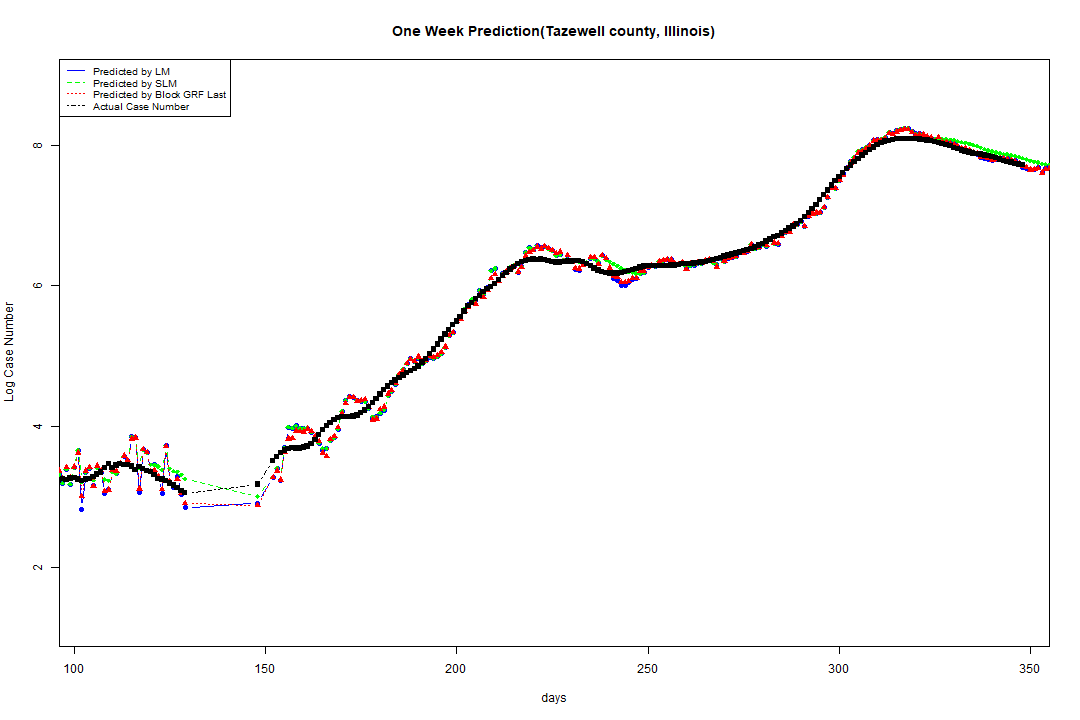 One Week Prediction(Tazewell county, Illinois)
Predicted by LM
Predicted by SLM
Predicted by Block GRF Last
Actual Case Number
8
6
4
2
Log Case Number
100 150 200 250 300 350
days